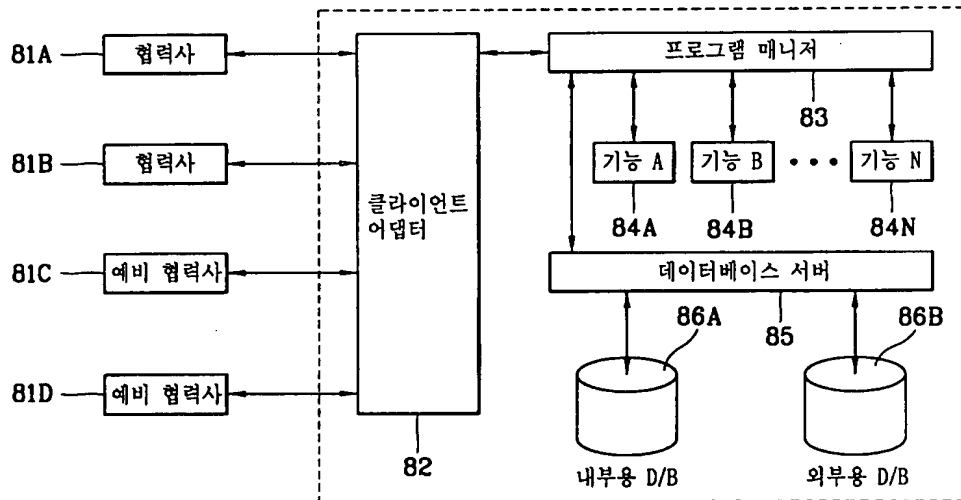 81A
협력사
81B
협력사
81C
예비 협력사
81D
예비 협력사
클라이언트
어댑터
82
프로그램 매니저
83
기능 A
기능 B
• • •
기능 N
84A
84B
84N
데이터베이스 서버
85
86A
86B
내부용 D/B
외부용 D/B